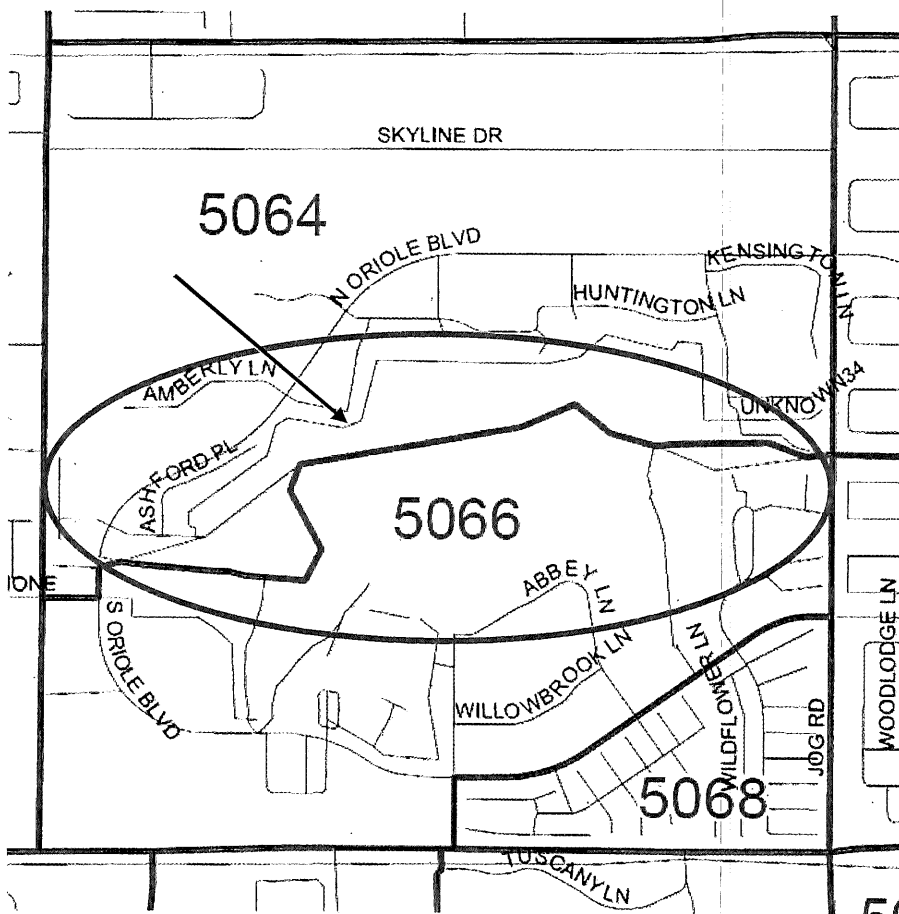 SKYLINE DR
5064
N ORIOLE BLVD
KENSINGTON LN
HUNTINGTON LN
AMBERLY LN
UNKNOWN34
ASHFORD PL
5066
IONE
ABBEY LN
S ORIOLE BLVD
WILLOWBROOK LN
WILDFLOWER LN
JOG RD
WOODLODGE LN
5068
TUSCANY LN